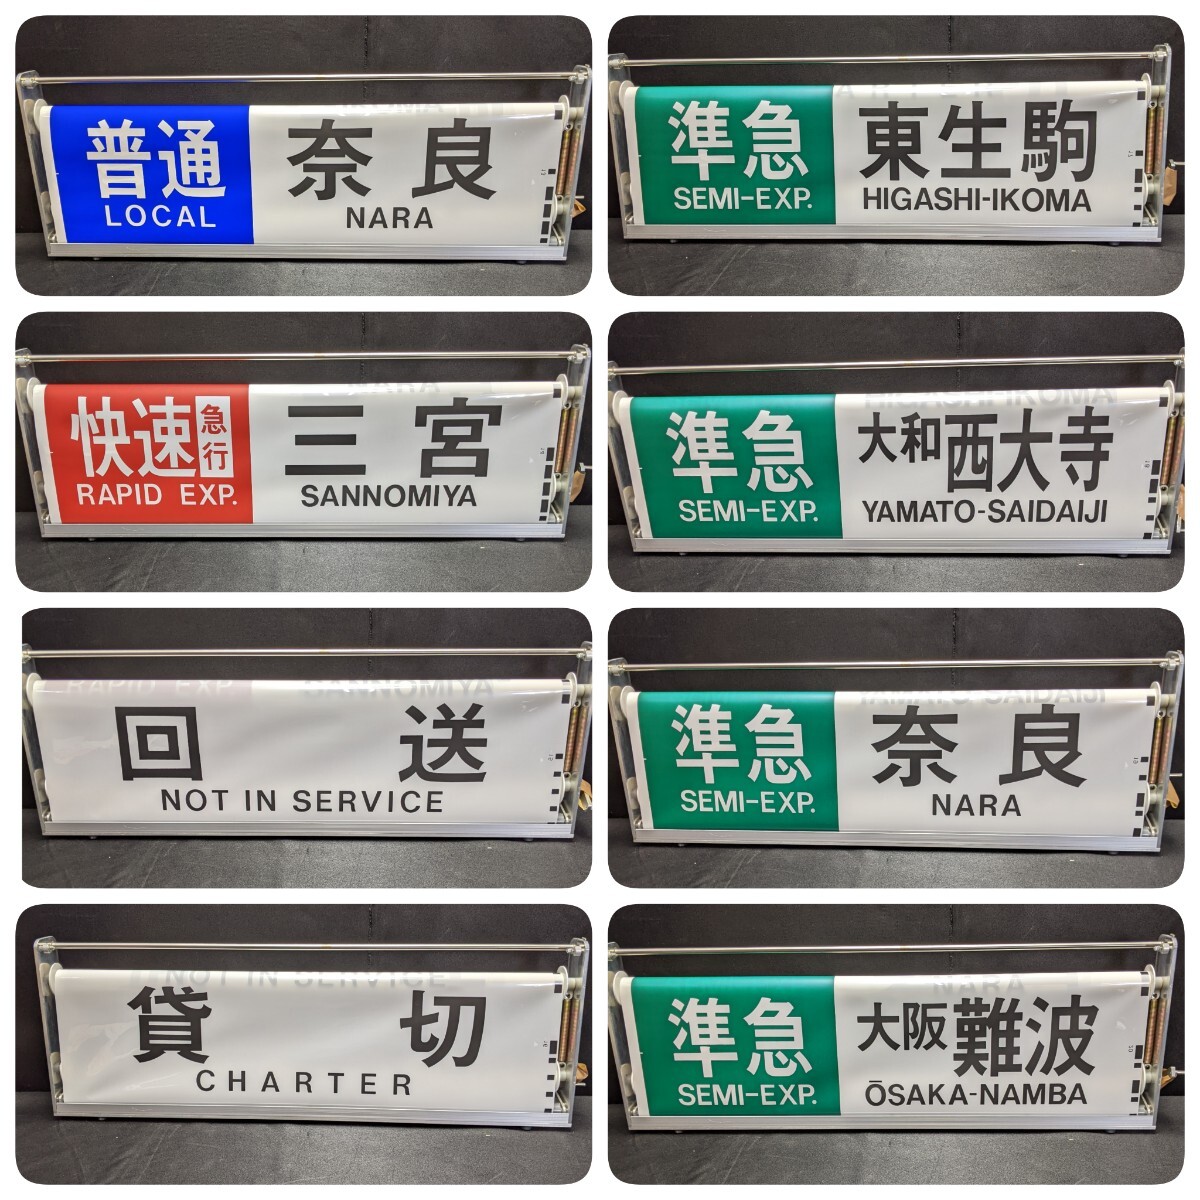 普通 奈良
LOCAL NARA
準急 東生駒
SEMI-EXP. HIGASHI-IKOMA
快速急行 三宮
RAPID EXP. SANNOMIYA
準急 大和西大寺
SEMI-EXP. YAMATO-SAIDAIJI
回送
NOT IN SERVICE
準急 奈良
SEMI-EXP. NARA
貸切
CHARTER
準急 大阪難波
SEMI-EXP. ŌSAKA-NAMBA